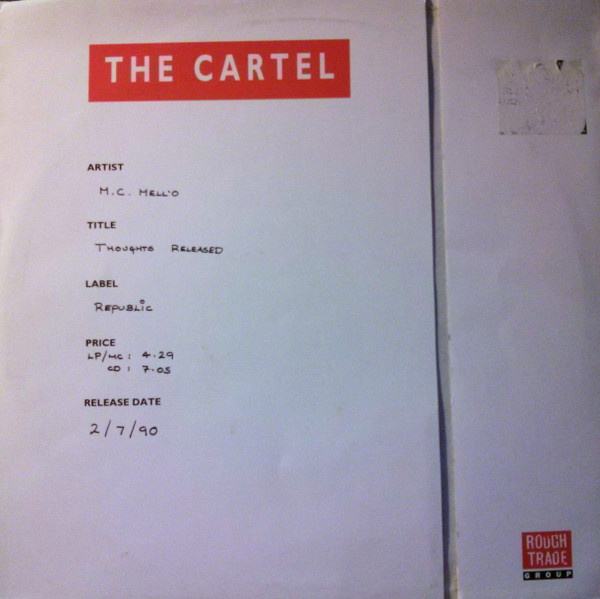 THE CARTEL
ARTIST
M.C. MELL'O
TITLE
THOUGHTS RELEASED
LABEL
REPUBLIC
PRICE
LP/MC: 4.29
CD: 7.05
RELEASE DATE
2/7/90
ROUGH
TRADE
GROUP